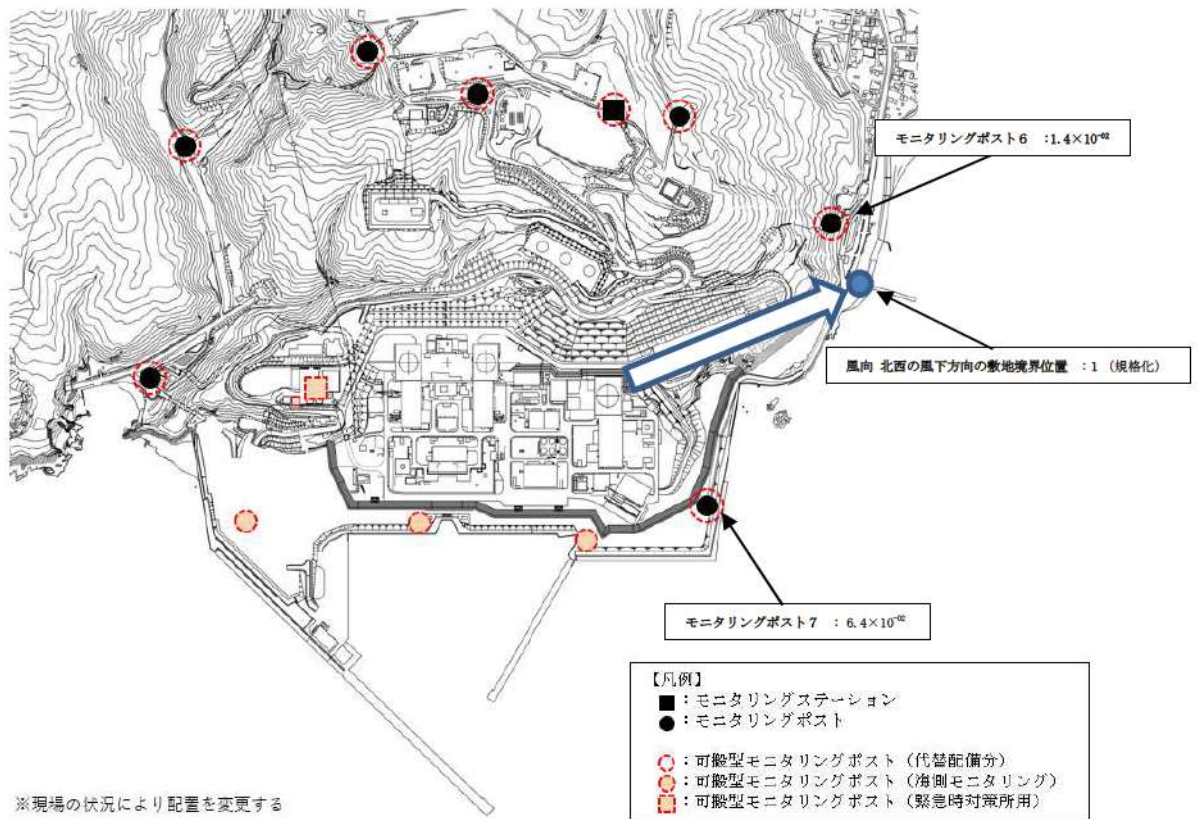 モニタリングポスト6 :1.4×10⁻⁰²
風向 北西の風下方向の敷地境界位置 :1 (規格化)
モニタリングポスト7 : 6.4×10⁻⁰²
【凡例】
■:モニタリングステーション
●:モニタリングポスト
:可搬型モニタリングポスト(代替配備分)
:可搬型モニタリングポスト(海側モニタリング)
:可搬型モニタリングポスト(緊急時対策所用)
※現場の状況により配置を変更する